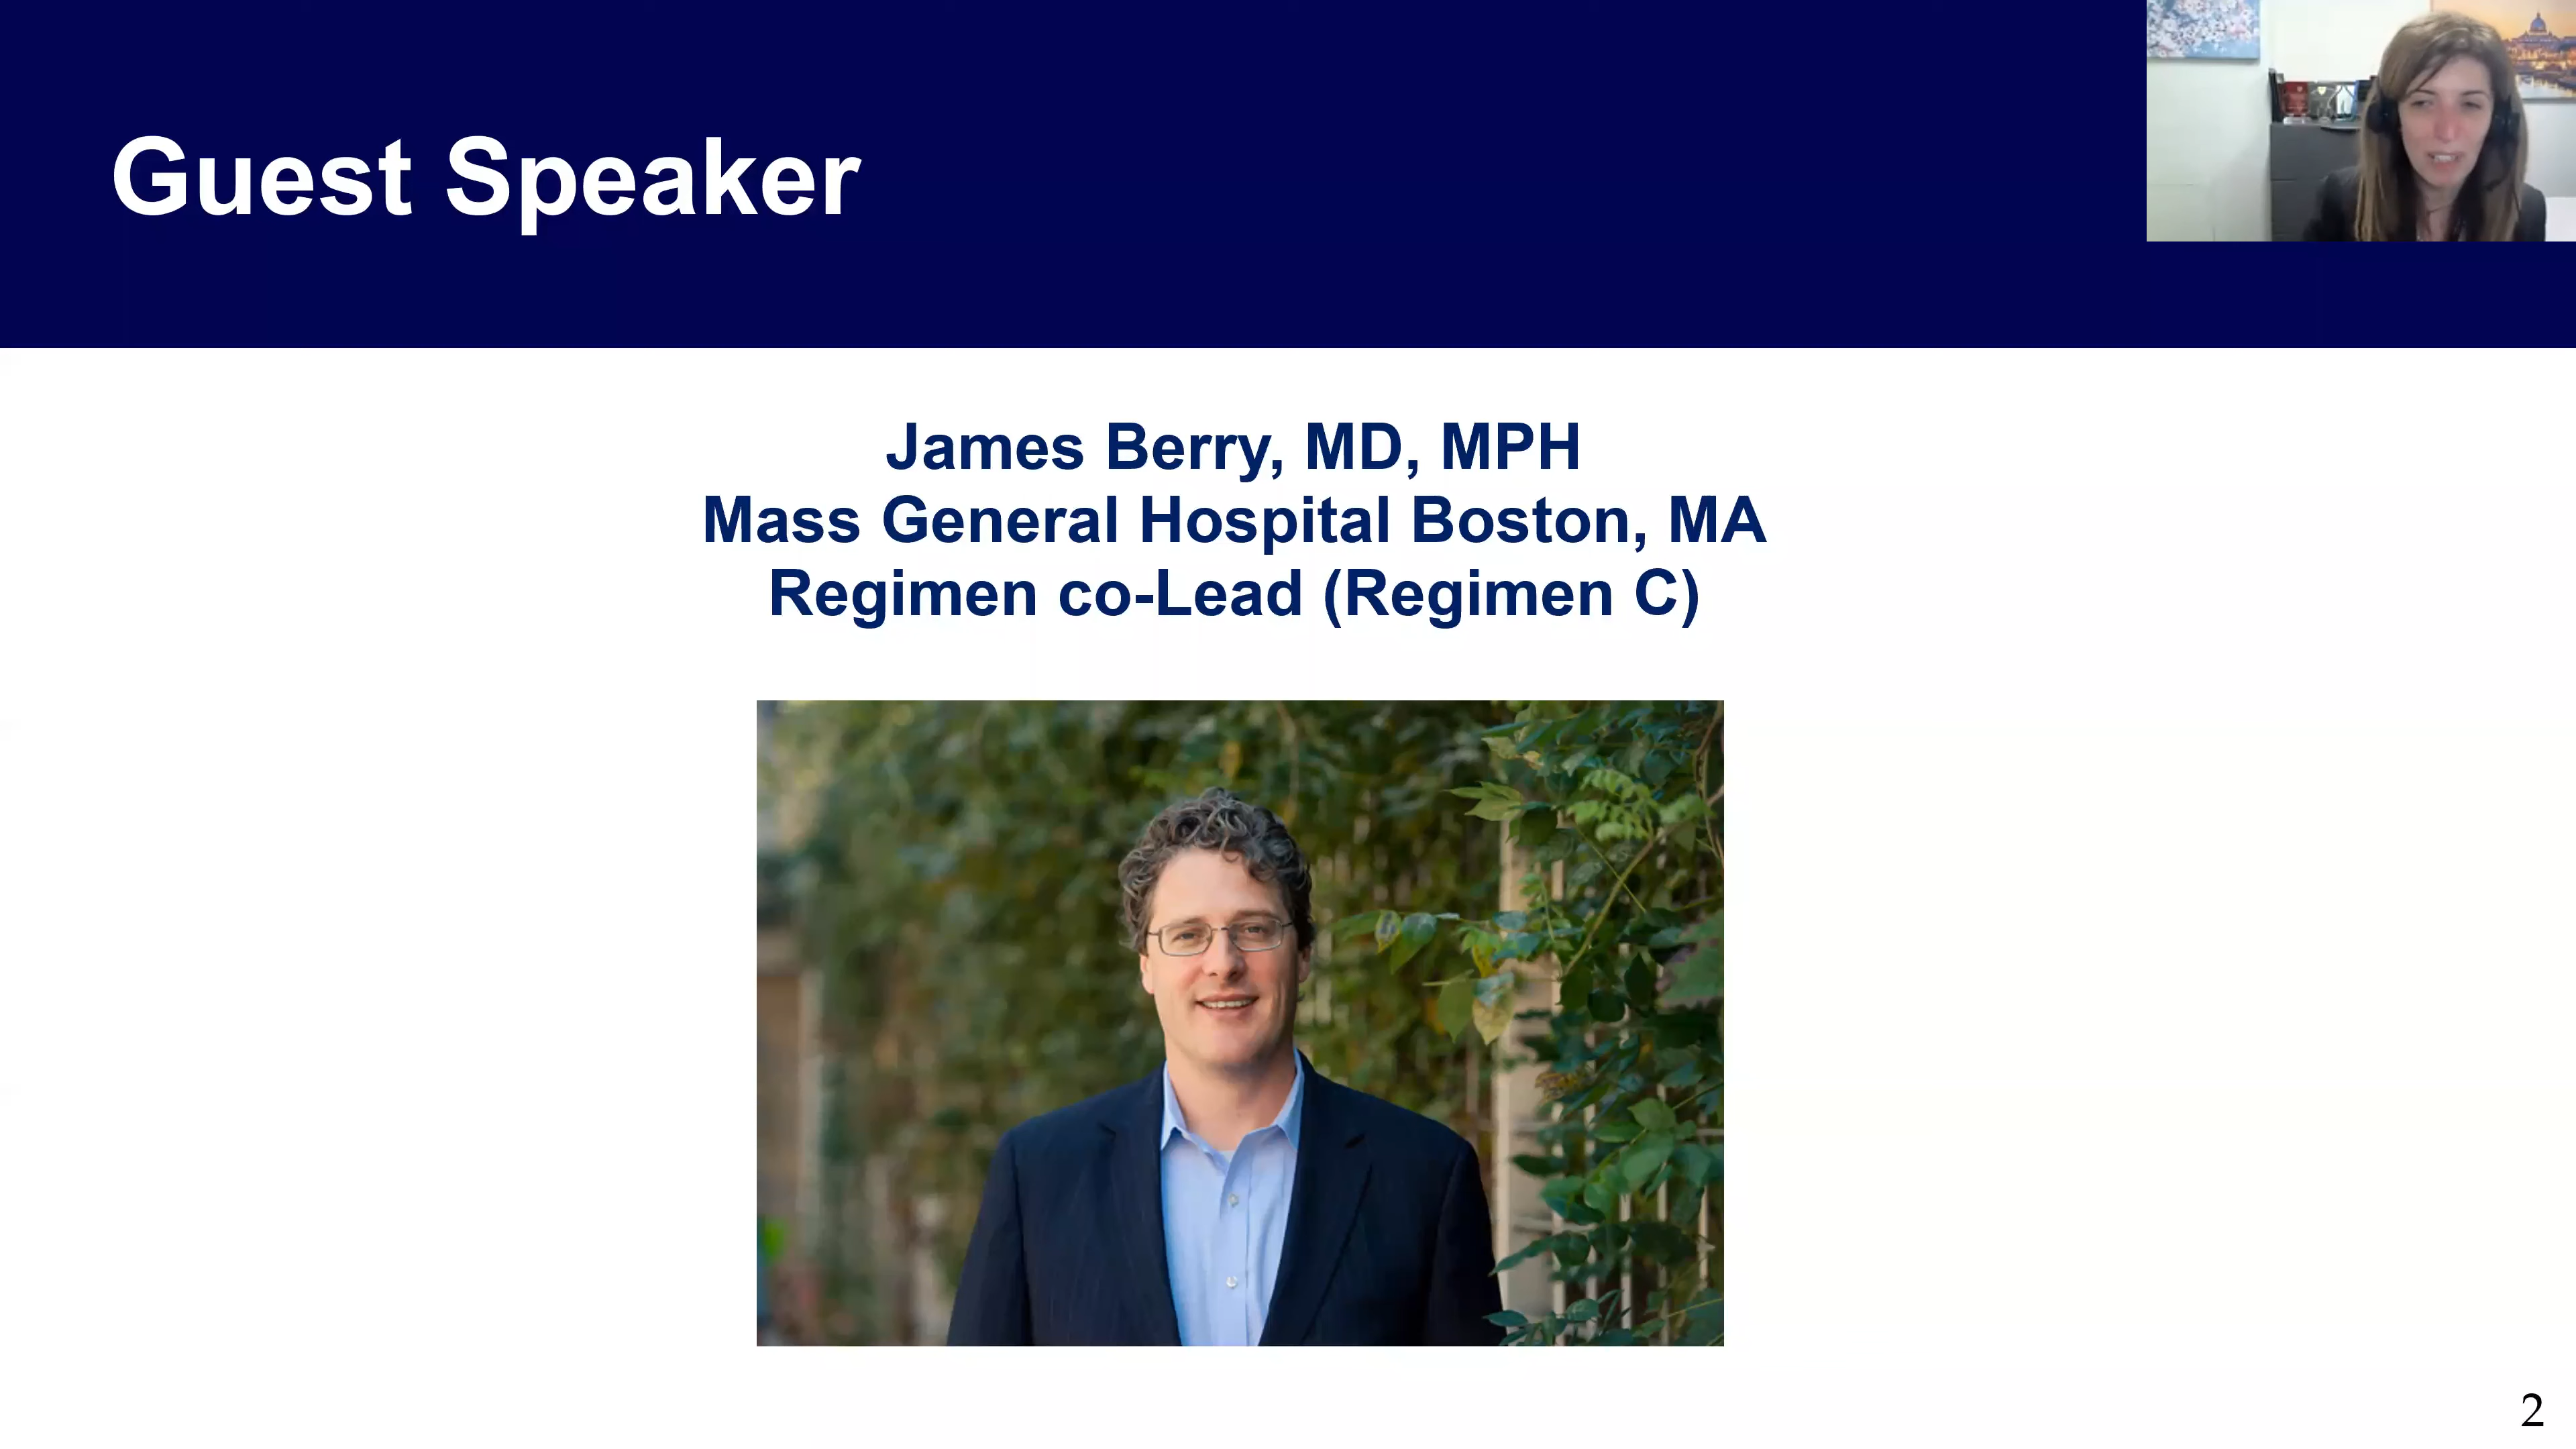 Guest Speaker
James Berry, MD, MPH
Mass General Hospital Boston, MA
Regimen co-Lead (Regimen C)
2